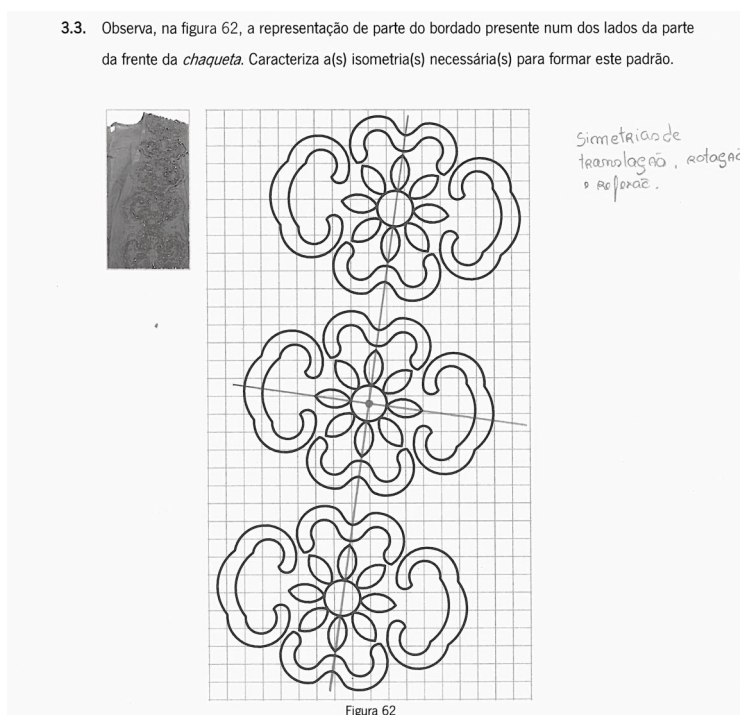 3.3. Observa, na figura 62, a representação de parte do bordado presente num dos lados da parte
da frente da chaqueta. Caracteriza a(s) isometria(s) necessária(s) para formar este padrão.
Simetrias de
translação, rotação
Figura 62